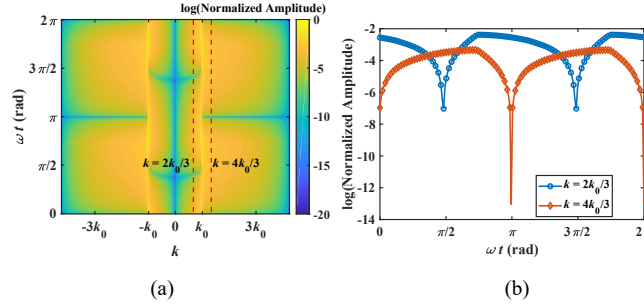 log(Normalized Amplitude)
2π
3π/2
π
π/2
0
ωt (rad)
k = 2k0/3
k = 4k0/3
-3k0
-k0
k0
3k0
k
0
-5
-10
-15
-20
(a)
-2
-4
-6
-8
-10
-12
-14
log(Normalized Amplitude)
k = 2k0/3
k = 4k0/3
0
π/2
π
3π/2
2
ωt (rad)
(b)